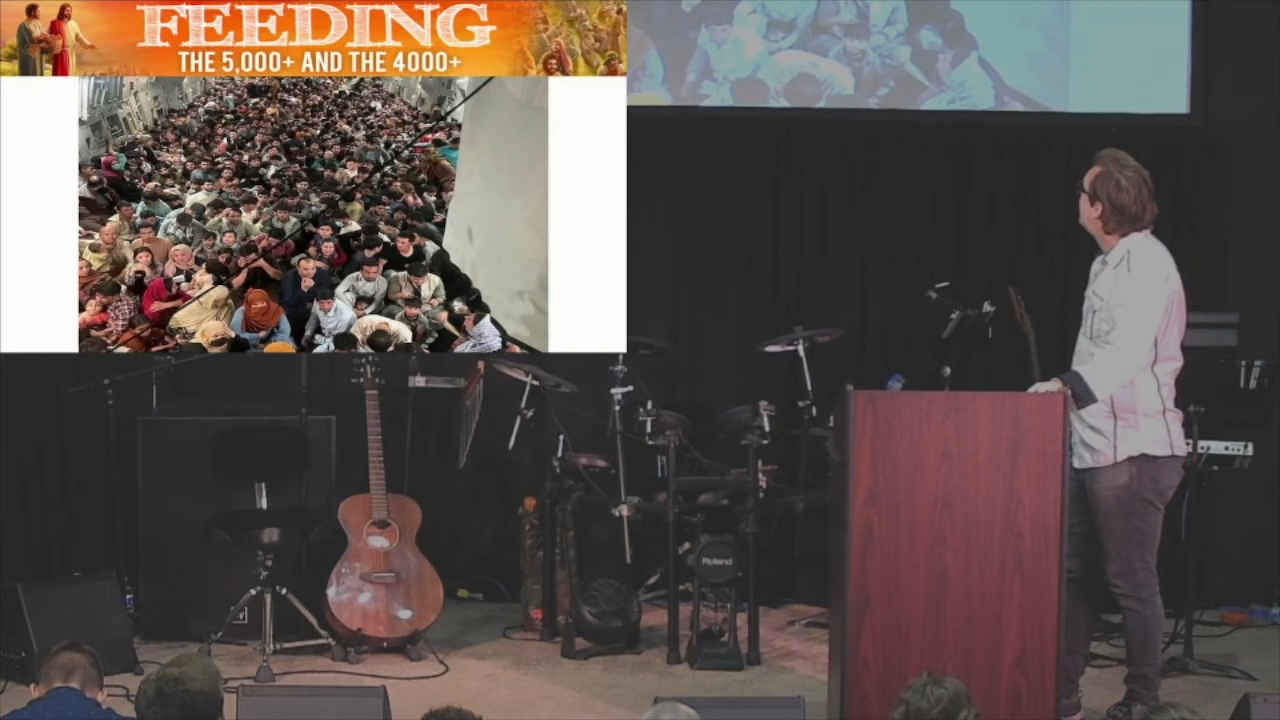 FEEDING
THE 5,000+ AND THE 4000+
Roland